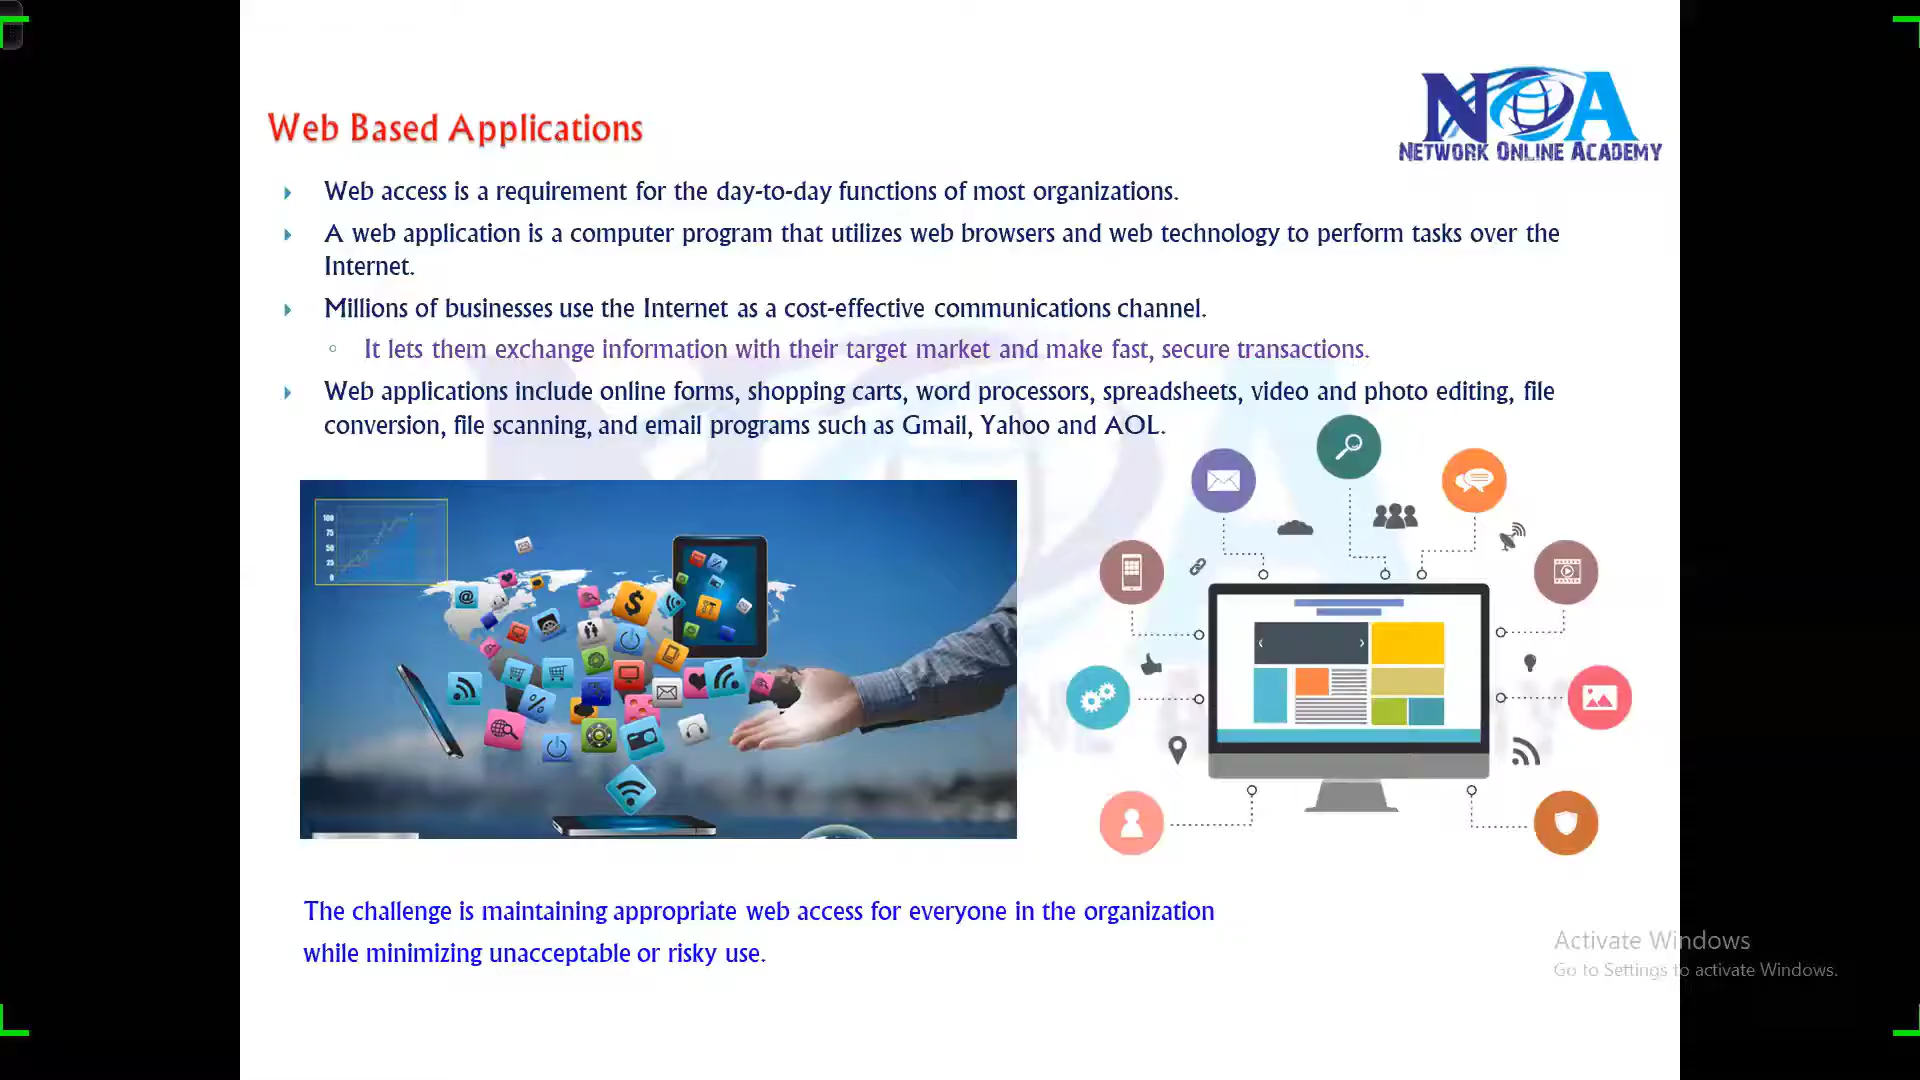 NOA
NETWORK ONLINE ACADEMY
Web Based Applications
Web access is a requirement for the day-to-day functions of most organizations.
A web application is a computer program that utilizes web browsers and web technology to perform tasks over the
Internet.
Millions of businesses use the Internet as a cost-effective communications channel.
It lets them exchange information with their target market and make fast, secure transactions.
Web applications include online forms, shopping carts, word processors, spreadsheets, video and photo editing, file
conversion, file scanning, and email programs such as Gmail, Yahoo and AOL.
100
75
50
25
0
The challenge is maintaining appropriate web access for everyone in the organization
while minimizing unacceptable or risky use.
Activate Windows
Go to Settings to activate Windows.